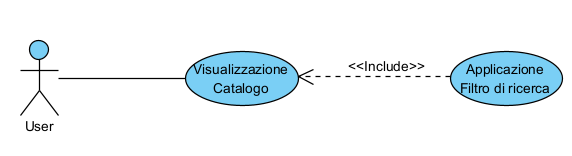 Visualizzazione
Catalogo
<<Include>>
Applicazione
Filtro di ricerca
User